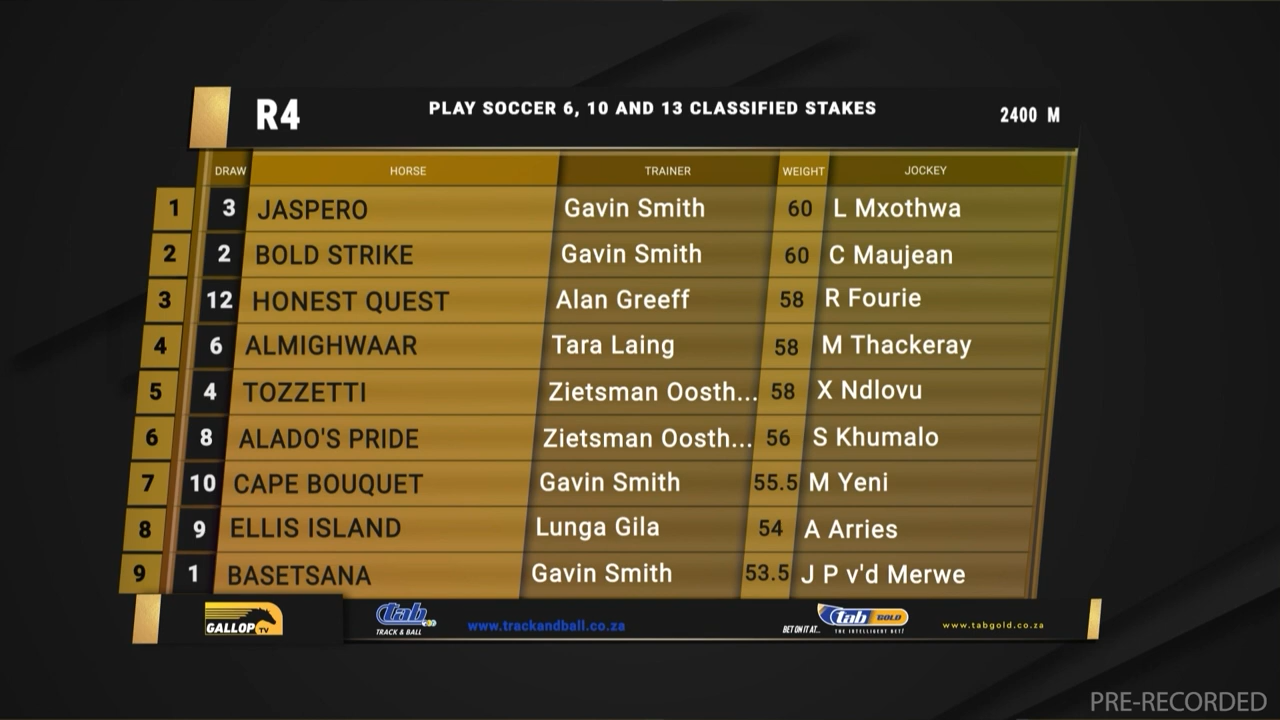 R4 PLAY SOCCER 6, 10 AND 13 CLASSIFIED STAKES 2400 M
DRAW HORSE TRAINER WEIGHT JOCKEY
1 3 JASPERO Gavin Smith 60 L Mxothwa
2 2 BOLD STRIKE Gavin Smith 60 C Maujean
3 12 HONEST QUEST Alan Greeff 58 R Fourie
4 6 ALMIGHWAAR Tara Laing 58 M Thackeray
5 4 TOZZETTI Zietsman Oosth... 58 X Ndlovu
6 8 ALADO'S PRIDE Zietsman Oosth... 56 S Khumalo
7 10 CAPE BOUQUET Gavin Smith 55.5 M Yeni
8 9 ELLIS ISLAND Lunga Gila 54 A Arries
9 1 BASETSANA Gavin Smith 53.5 J P v'd Merwe
GALLOP TV tab TRACK & BALL www.trackandball.co.za BET ON IT AT... tab GOLD THE INTELLIGENT BET! www.tabgold.co.za
PRE-RECORDED